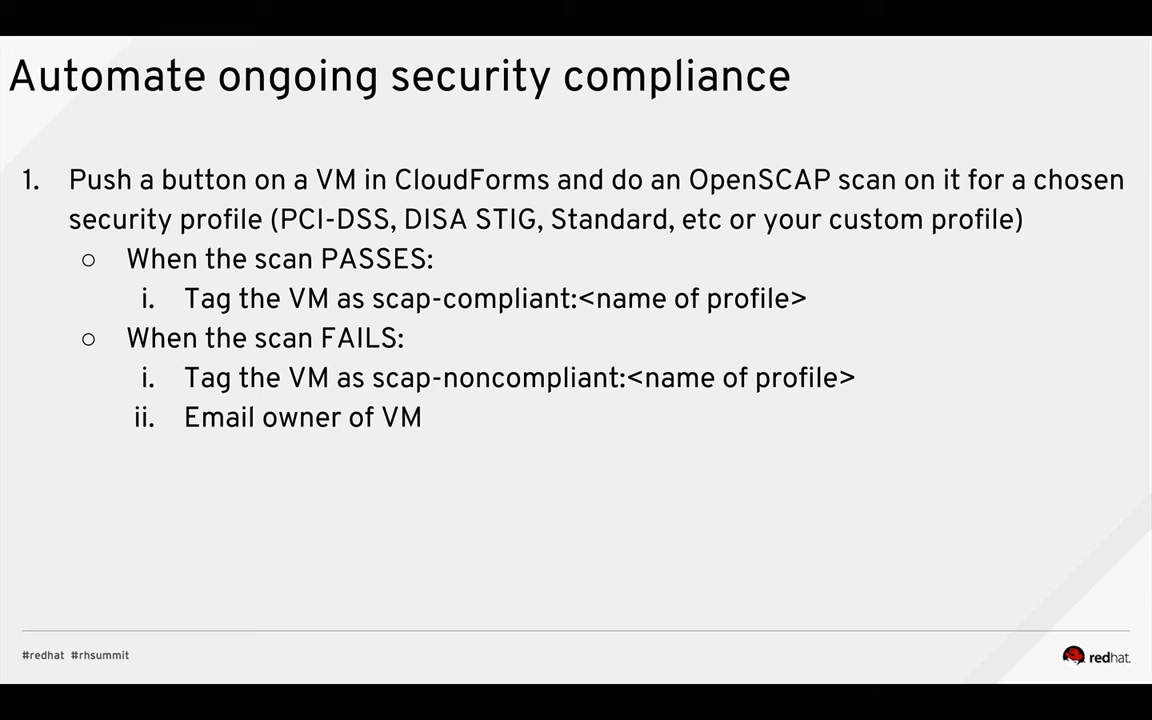 Automate ongoing security compliance
1. Push a button on a VM in CloudForms and do an OpenSCAP scan on it for a chosen
security profile (PCI-DSS, DISA STIG, Standard, etc or your custom profile)
○ When the scan PASSES:
i. Tag the VM as scap-compliant:<name of profile>
○ When the scan FAILS:
i. Tag the VM as scap-noncompliant:<name of profile>
ii. Email owner of VM
#redhat #rhsummit
redhat.